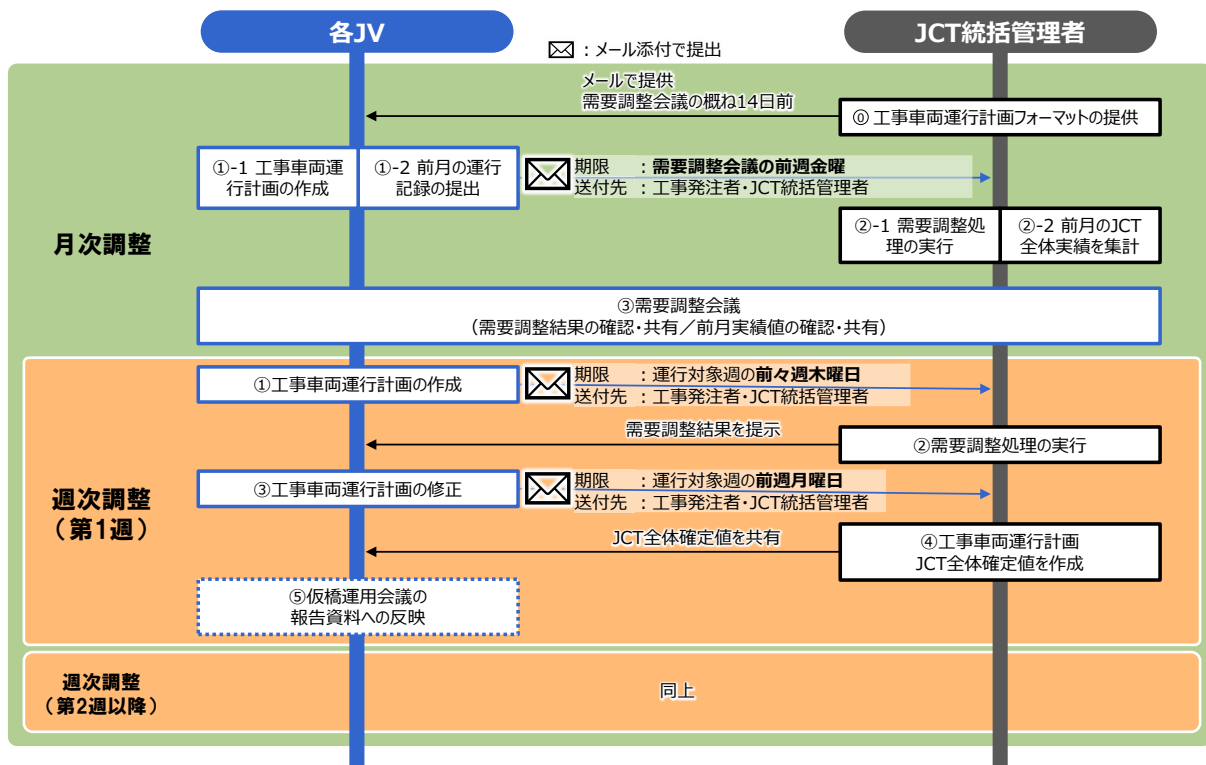 各JV
JCT統括管理者
：メール添付で提出
メールで提供
需要調整会議の概ね14日前
⓪工事車両運行計画フォーマットの提供
①-1 工事車両運
行計画の作成
①-2 前月の運行
記録の提出
期限　：需要調整会議の前週金曜
送付先：工事発注者・JCT統括管理者
②-1 需要調整処
理の実行
②-2 前月のJCT
全体実績を集計
月次調整
③需要調整会議
（需要調整結果の確認・共有／前月実績値の確認・共有）
①工事車両運行計画の作成
期限　：運行対象週の前々週木曜日
送付先：工事発注者・JCT統括管理者
需要調整結果を提示
②需要調整処理の実行
週次調整
（第1週）
③工事車両運行計画の修正
期限　：運行対象週の前週月曜日
送付先：工事発注者・JCT統括管理者
JCT全体確定値を共有
④工事車両運行計画
JCT全体確定値を作成
⑤仮橋運用会議の
報告資料への反映
週次調整
（第2週以降）
同上